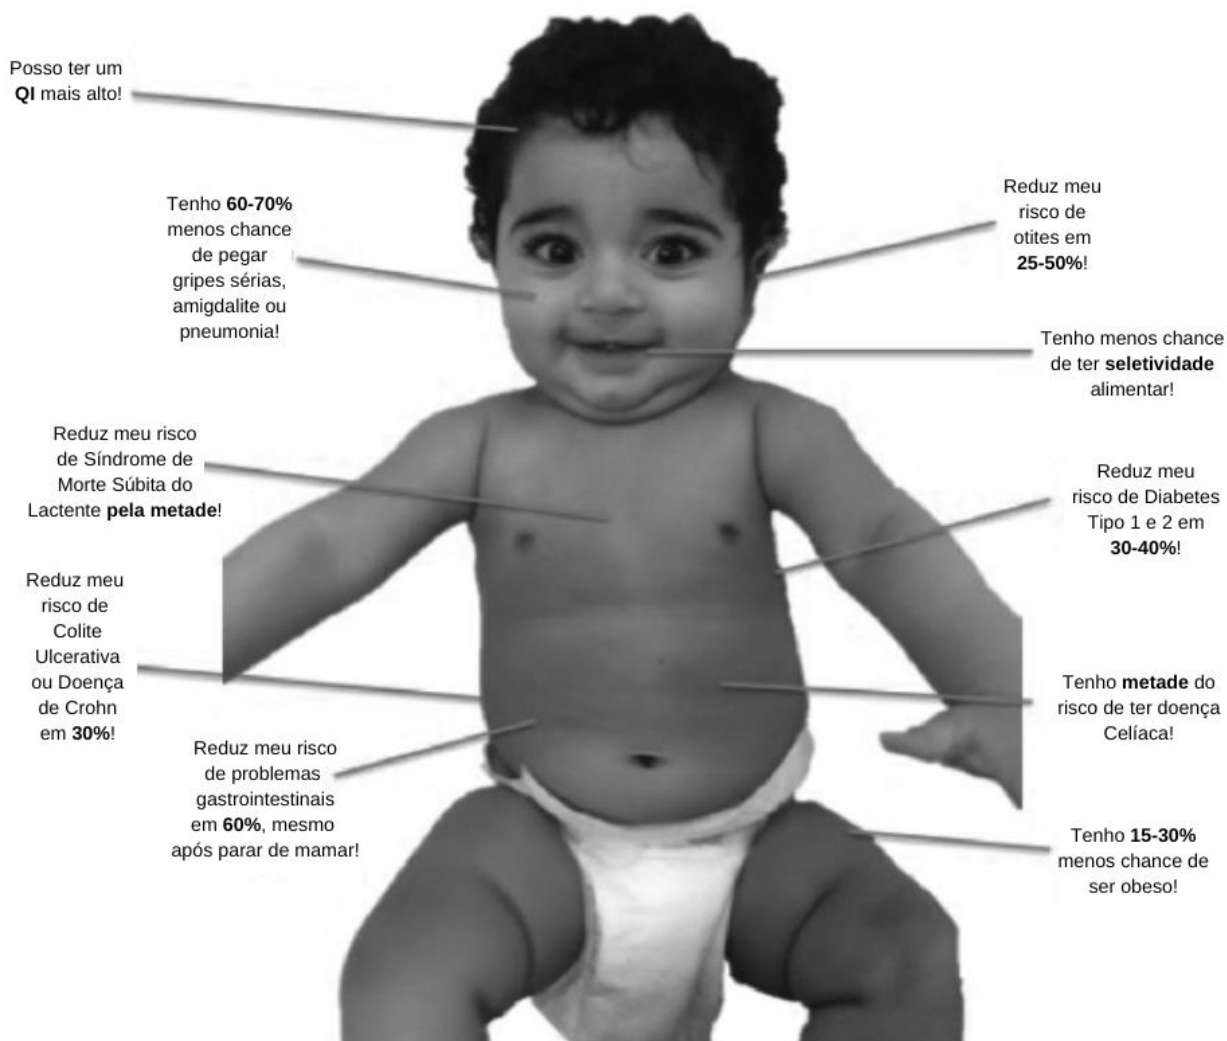 Posso ter um
QI mais alto!
Tenho 60-70%
menos chance
de pegar
gripes sérias,
amigdalite ou
pneumonia!
Reduz meu risco
de Síndrome de
Morte Súbita do
Lactente pela metade!
Reduz meu
risco de
Colite
Ulcerativa
ou Doença
de Crohn
em 30%!
Reduz meu risco
de problemas
gastrointestinais
em 60%, mesmo
após parar de mamar!
Reduz meu
risco de
otites em
25-50%!
Tenho menos chance
de ter seletividade
alimentar!
Reduz meu
risco de Diabetes
Tipo 1 e 2 em
30-40%!
Tenho metade do
risco de ter doença
Celíaca!
Tenho 15-30%
menos chance de
ser obeso!